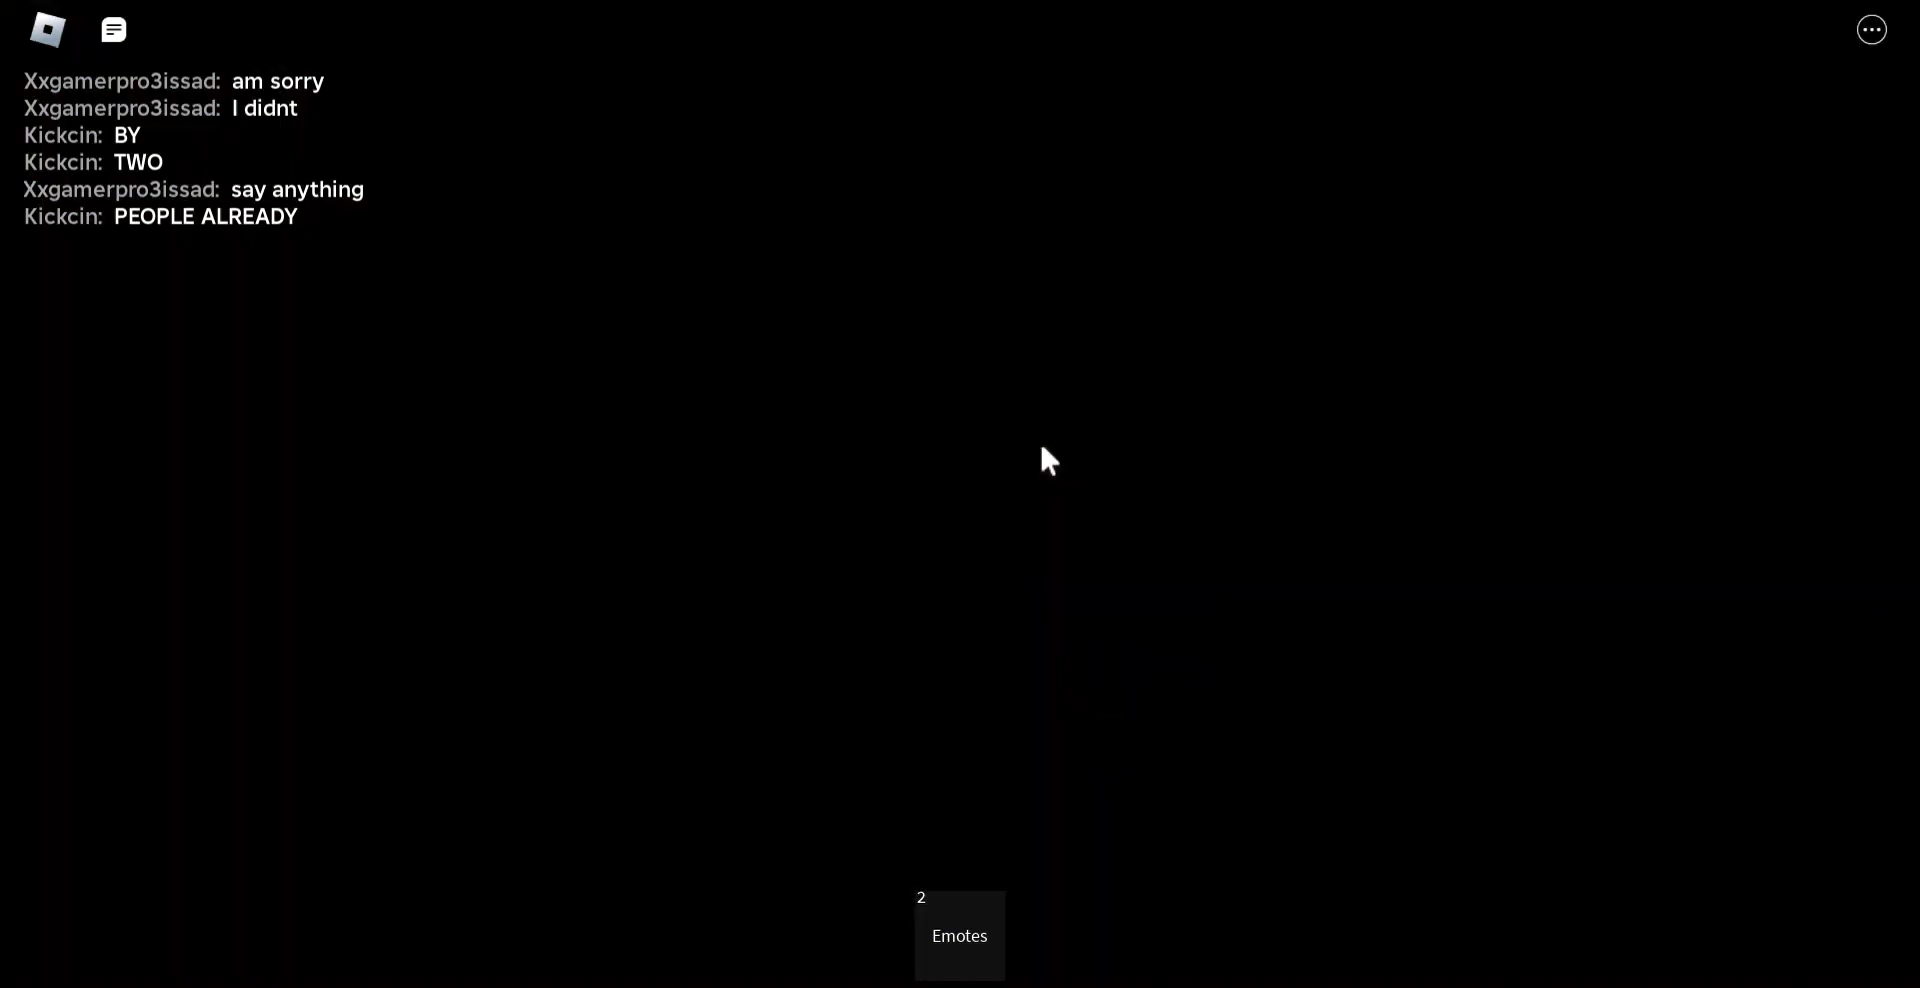 Xxgamerpro3issad: am sorry
Xxgamerpro3issad: I didnt
Kickcin: BY
Kickcin: TWO
Xxgamerpro3issad: say anything
Kickcin: PEOPLE ALREADY
2
Emotes